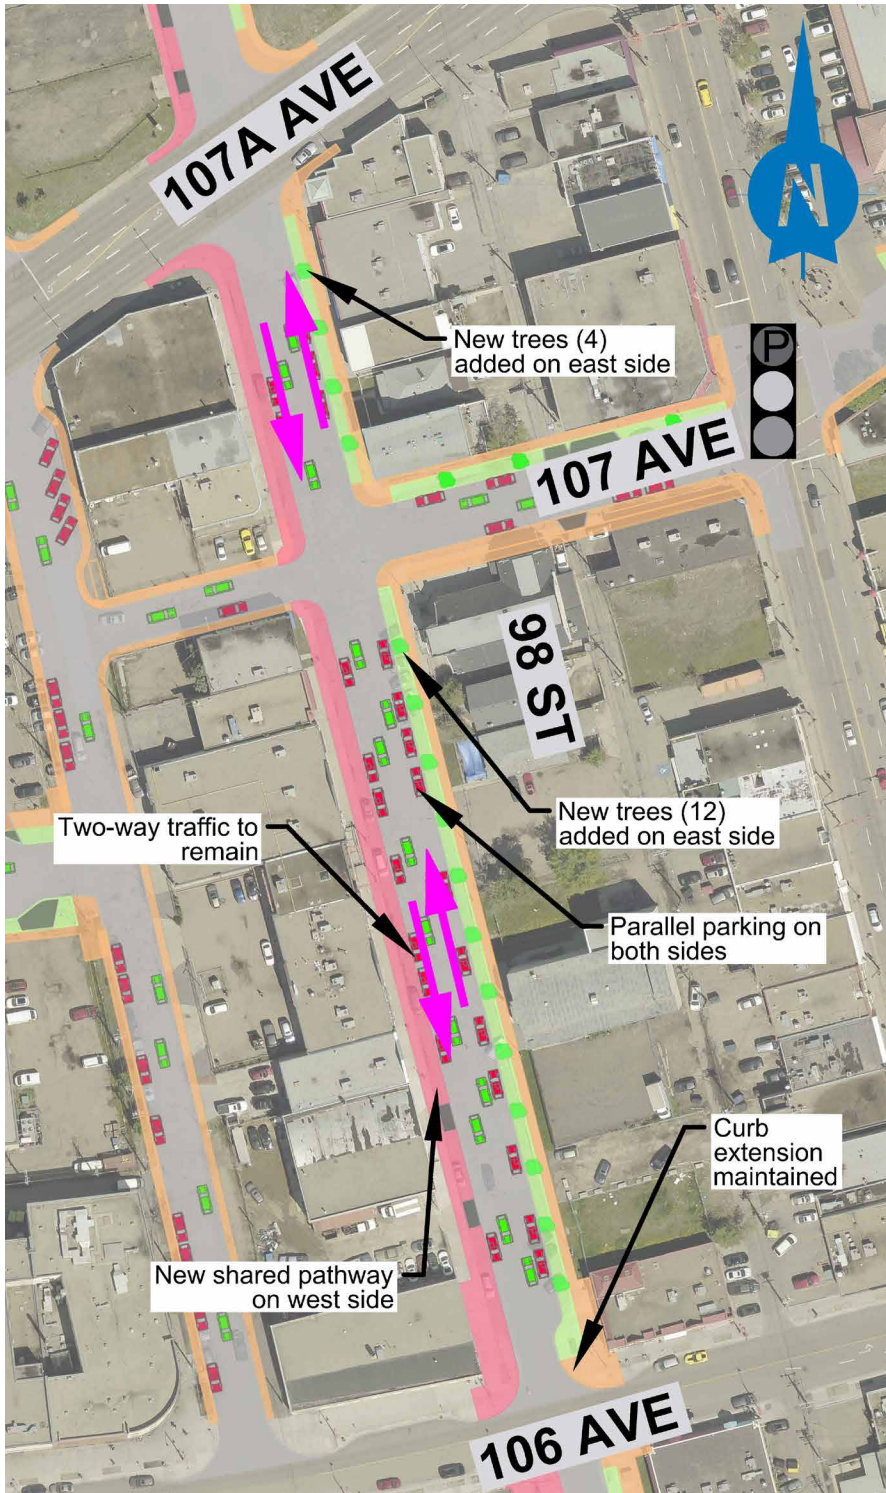 107A AVE
N
New trees (4)
added on east side
P
107 AVE
98 ST
New trees (12)
added on east side
Two-way traffic to
remain
Parallel parking on
both sides
Curb
extension
maintained
New shared pathway
on west side
106 AVE